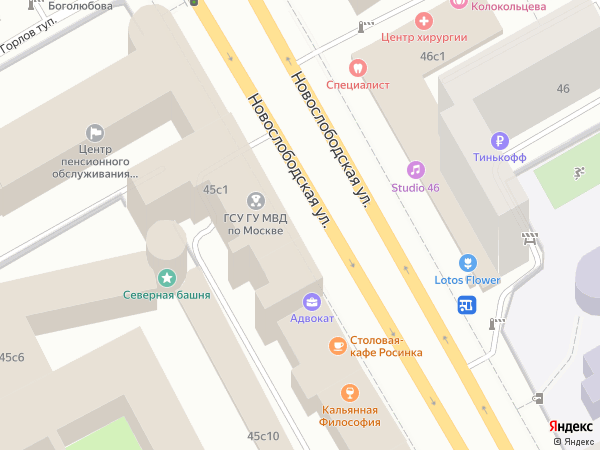 Боголюбова
Горлов туп.
Колокольцева
Центр хирургии
46с1
Специалист
46
Новослободская ул.
Новослободская ул.
Тинькофф
Центр
пенсионного
обслуживания...
Studio 46
45с1
ГСУ ГУ МВД
по Москве
Lotos Flower
Северная башня
Адвокат
Столовая-
кафе Росинка
45с6
Кальянная
Философия
45с10
Яндекс
© Яндекс